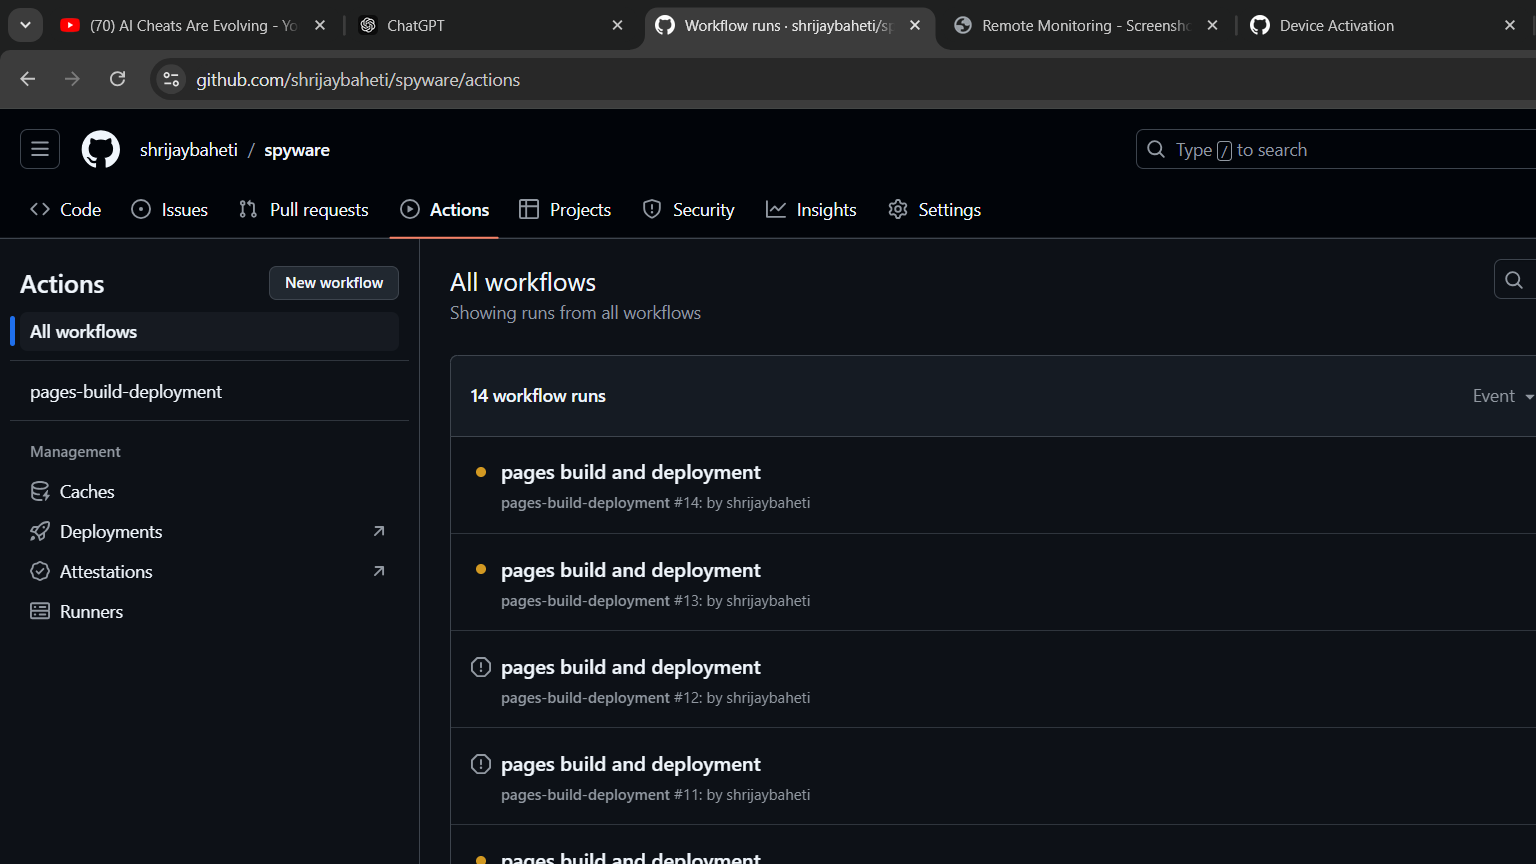 (70) AI Cheats Are Evolving - Yo
ChatGPT
Workflow runs · shrijaybaheti/sp
Remote Monitoring - Screensho
Device Activation
github.com/shrijaybaheti/spyware/actions
shrijaybaheti / spyware
Type / to search
Code
Issues
Pull requests
Actions
Projects
Security
Insights
Settings
Actions
New workflow
All workflows
pages-build-deployment
Management
Caches
Deployments
Attestations
Runners
All workflows
Showing runs from all workflows
14 workflow runs
Event
pages build and deployment
pages-build-deployment #14: by shrijaybaheti
pages build and deployment
pages-build-deployment #13: by shrijaybaheti
pages build and deployment
pages-build-deployment #12: by shrijaybaheti
pages build and deployment
pages-build-deployment #11: by shrijaybaheti
pages build and deployment